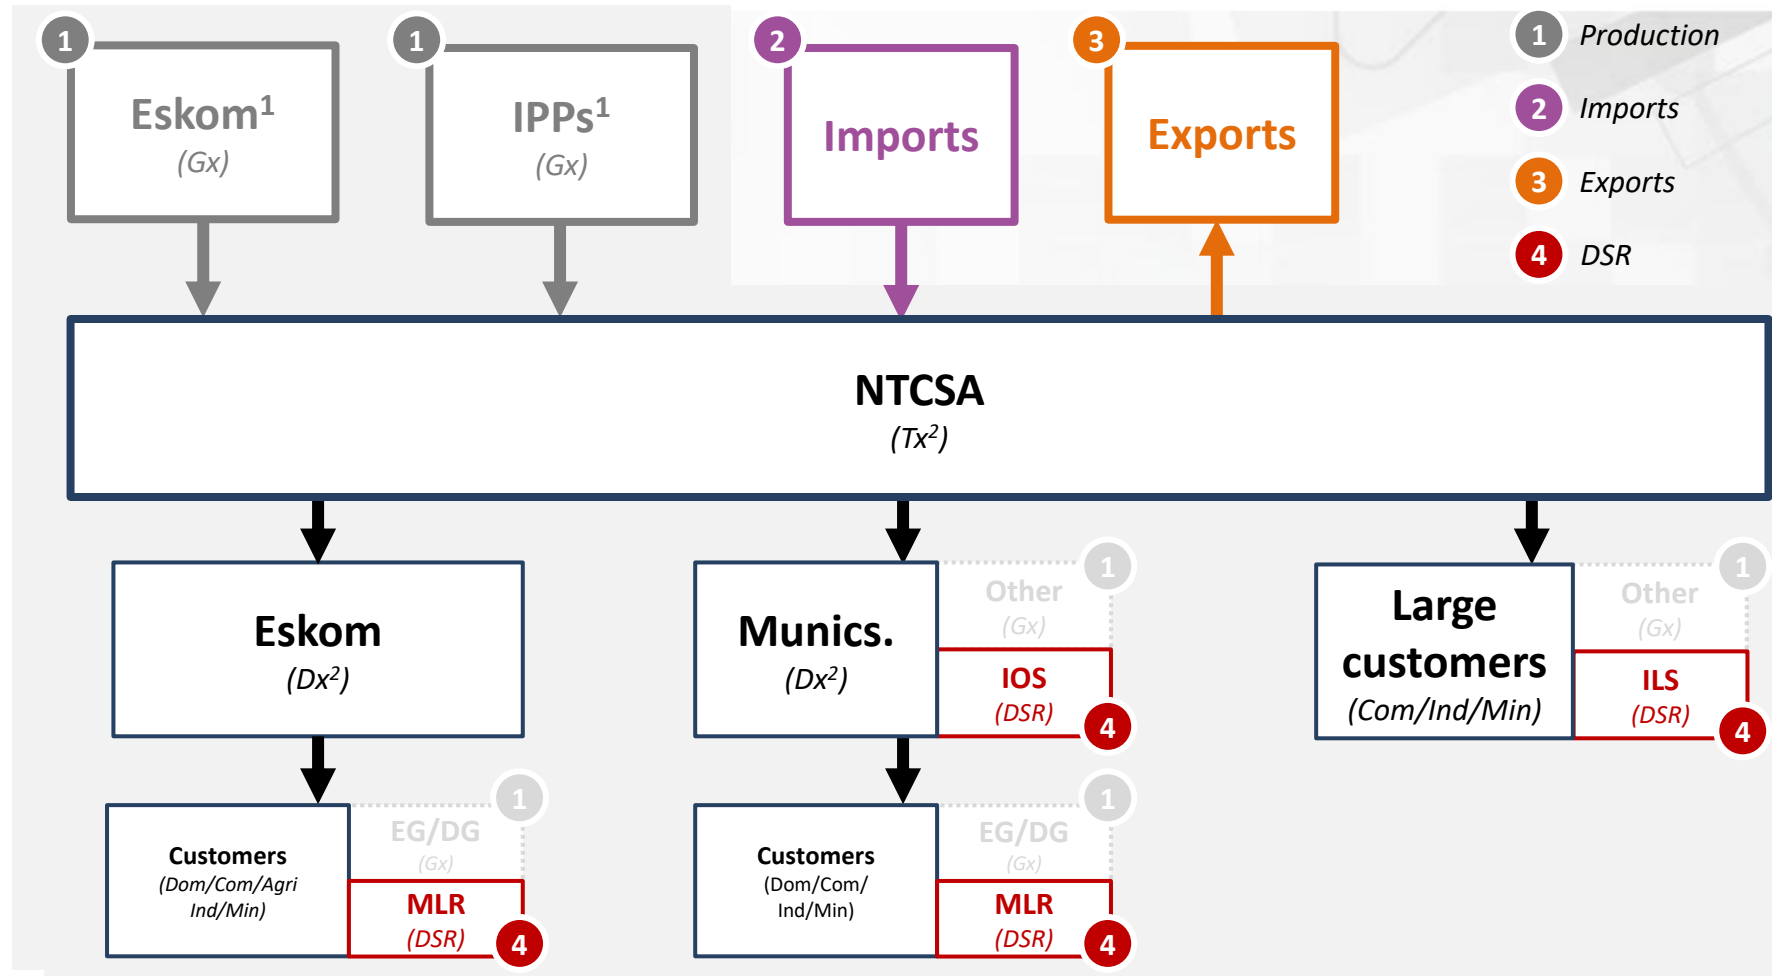 1
Eskom¹
(Gx)
1
IPPs¹
(Gx)
2
Imports
3
Exports
1 Production
2 Imports
3 Exports
4 DSR
NTCSA
(Tx²)
Eskom
(Dx²)
Munics.
(Dx²)
1
Other
(Gx)
IOS
(DSR)
4
Large
customers
(Com/Ind/Min)
1
Other
(Gx)
ILS
(DSR)
4
Customers
(Dom/Com/Agri
Ind/Min)
1
EG/DG
(Gx)
MLR
(DSR)
4
Customers
(Dom/Com/
Ind/Min)
1
EG/DG
(Gx)
MLR
(DSR)
4